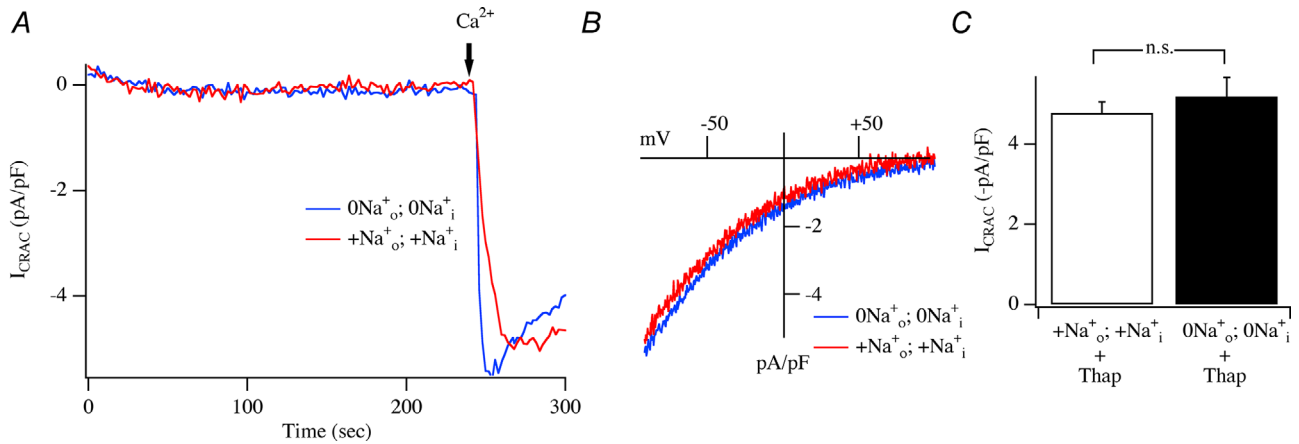 A
Ca²⁺
0
-2
-4
I_CRAC (pA/pF)
0Na⁺ₒ; 0Na⁺ᵢ
+Na⁺ₒ; +Na⁺ᵢ
0
100
200
300
Time (sec)
B
mV
-50
+50
-2
-4
0Na⁺ₒ; 0Na⁺ᵢ
+Na⁺ₒ; +Na⁺ᵢ
pA/pF
C
n.s.
4
2
0
I_CRAC (-pA/pF)
+Na⁺ₒ; +Na⁺ᵢ
+
Thap
0Na⁺ₒ; 0Na⁺ᵢ
+
Thap